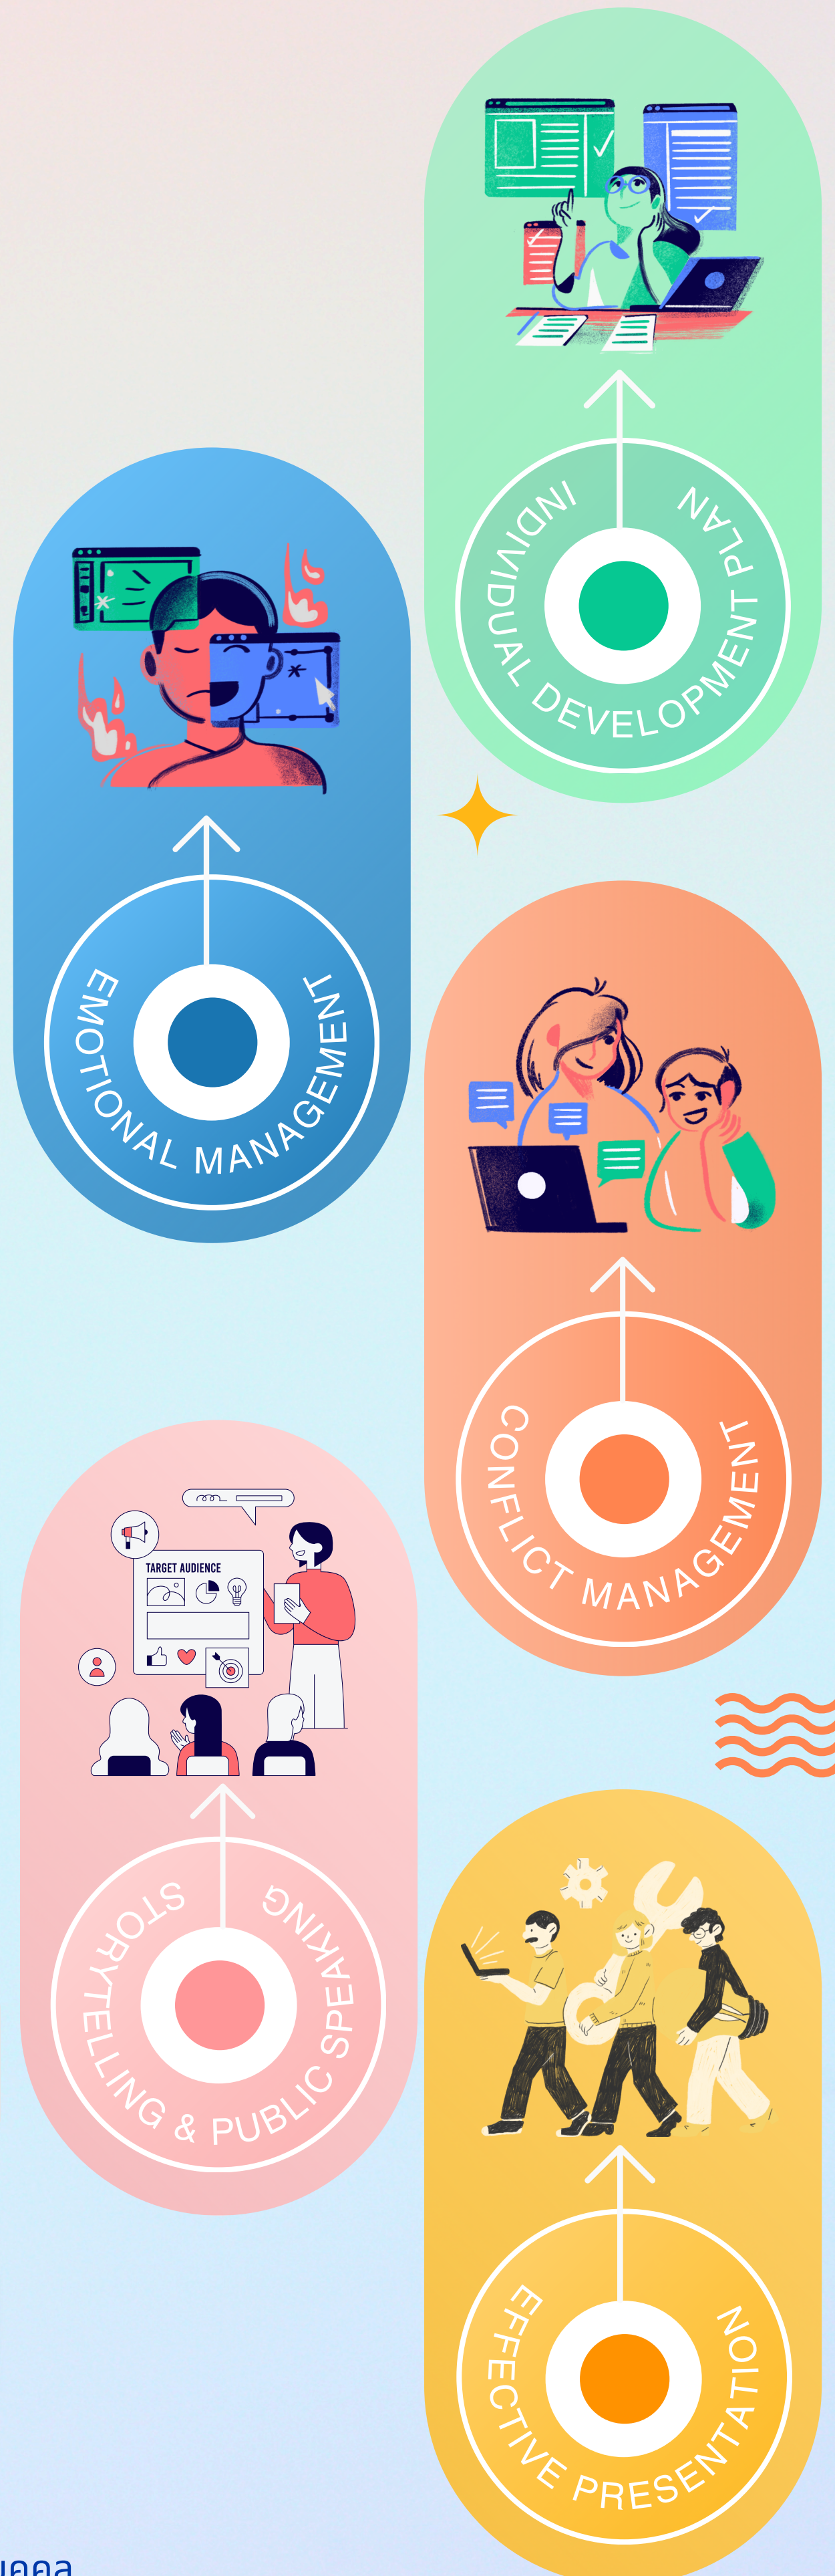 INDIVIDUAL DEVELOPMENT PLAN
EMOTIONAL MANAGEMENT
CONFLICT MANAGEMENT
TARGET AUDIENCE
STORYTELLING & PUBLIC SPEAKING
EFFECTIVE PRESENTATION